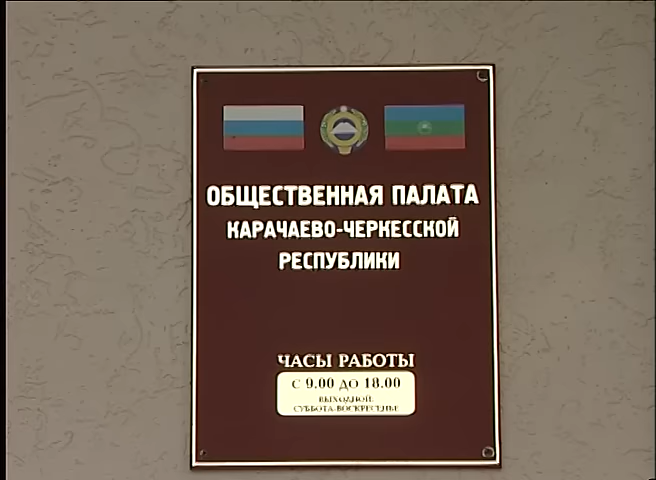 ОБЩЕСТВЕННАЯ ПАЛАТА
КАРАЧАЕВО-ЧЕРКЕССКОЙ
РЕСПУБЛИКИ
ЧАСЫ РАБОТЫ
С 9.00 ДО 18.00
ВЫХОДНОЙ:
СУББОТА-ВОСКРЕСЕНЬЕ